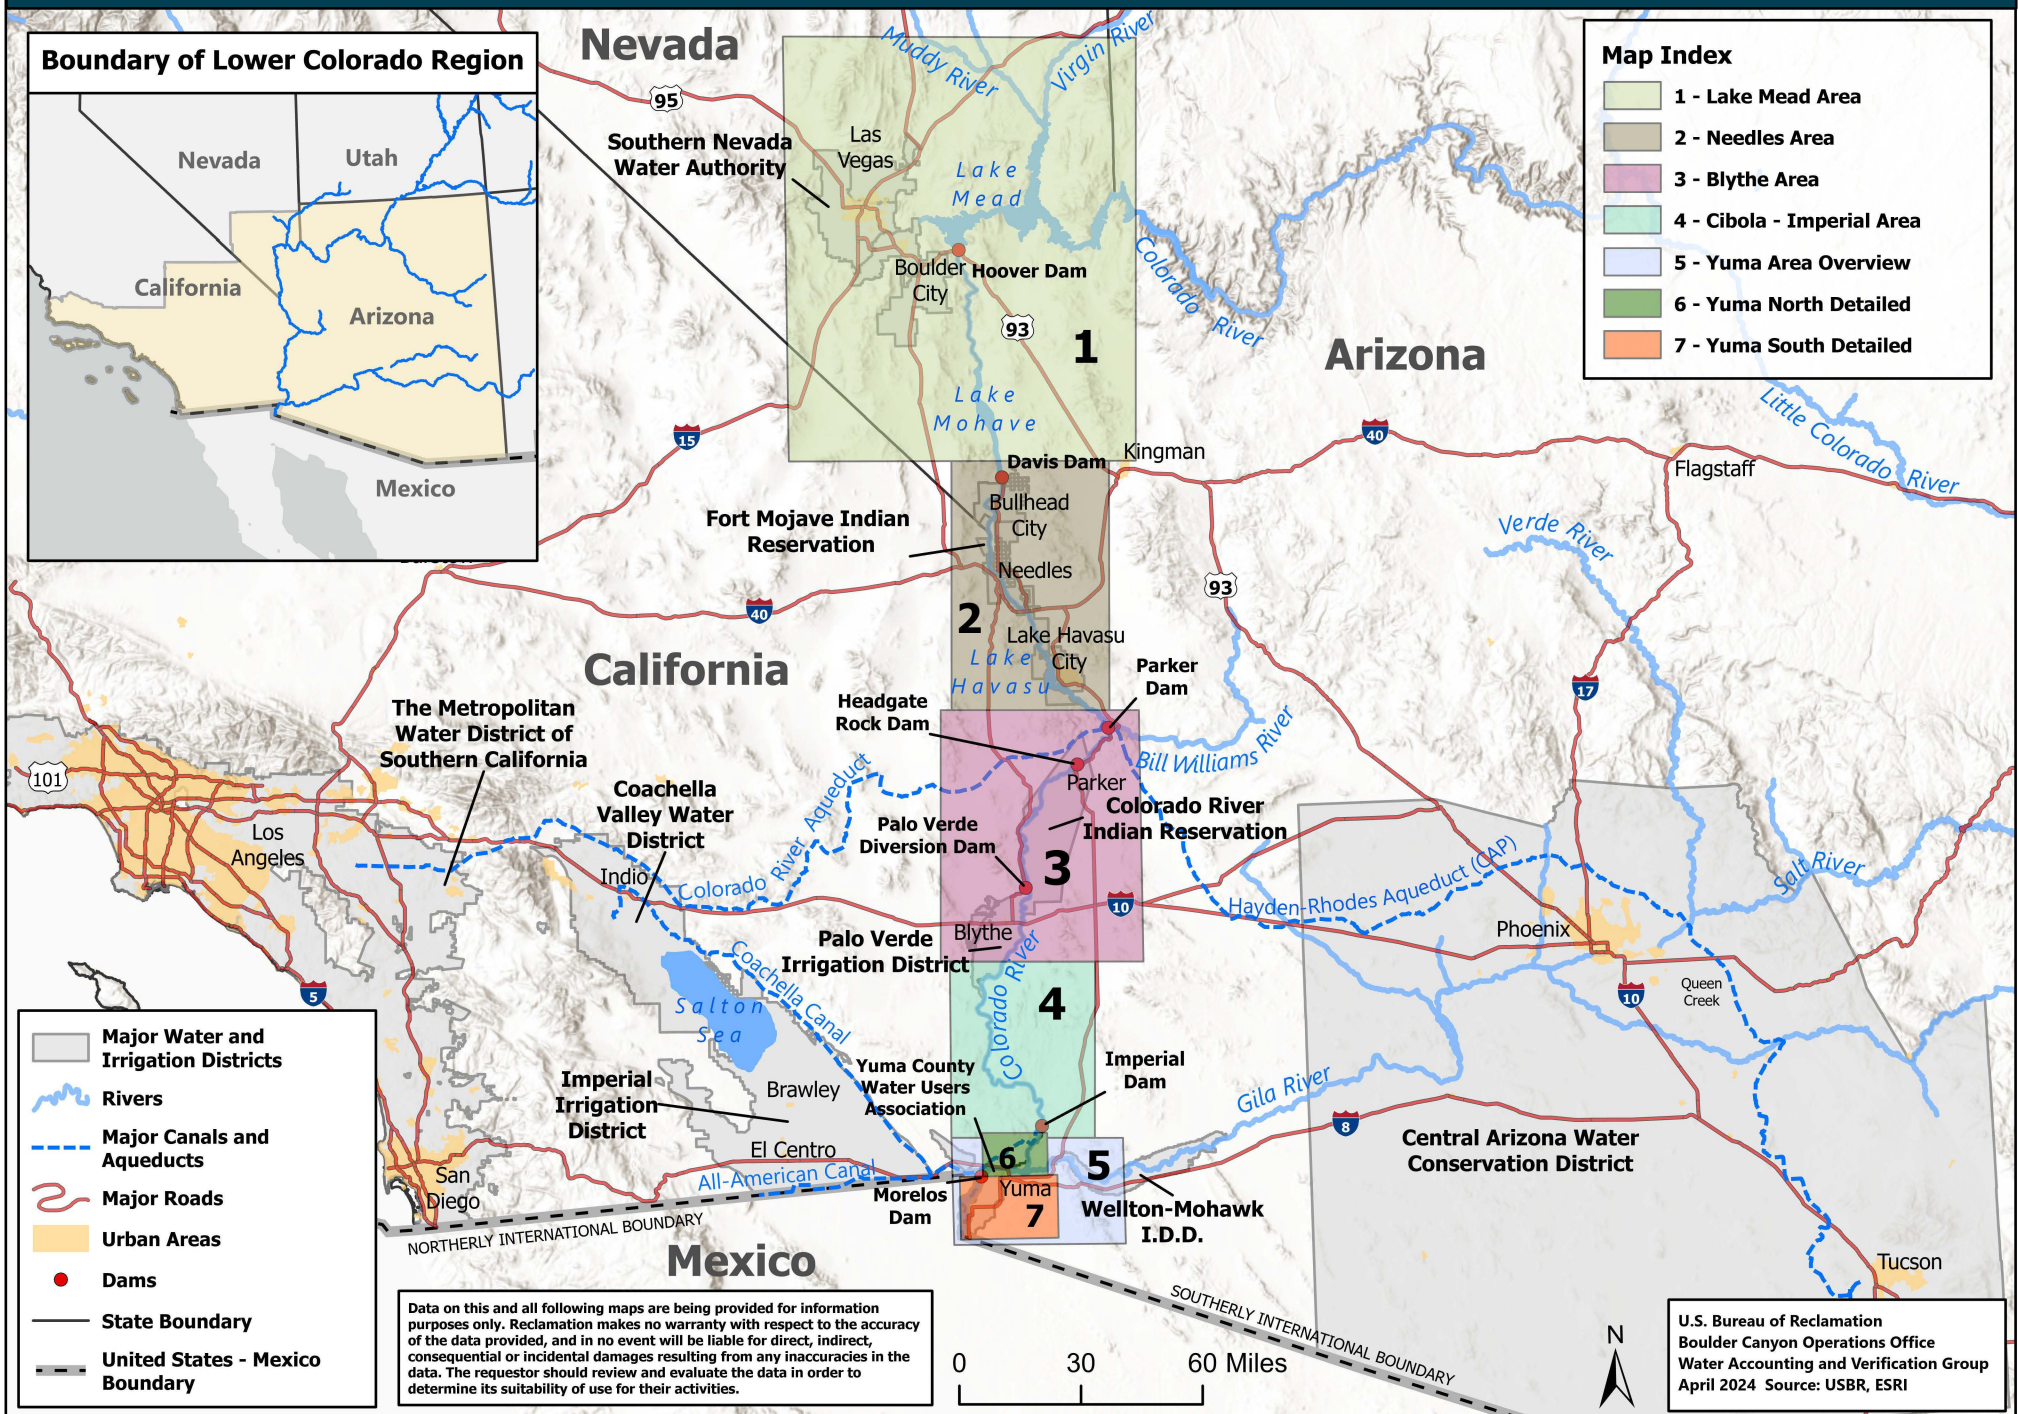 Boundary of Lower Colorado Region
Nevada
Utah
California
Arizona
Mexico
Map Index
1 - Lake Mead Area
2 - Needles Area
3 - Blythe Area
4 - Cibola - Imperial Area
5 - Yuma Area Overview
6 - Yuma North Detailed
7 - Yuma South Detailed
Nevada
95
Muddy River
Virgin River
Southern Nevada
Water Authority
Las
Vegas
Lake
Mead
Boulder
City
Hoover Dam
93
1
Colorado River
Arizona
Lake
Mohave
15
40
Kingman
Flagstaff
Little Colorado River
Davis Dam
Bullhead
City
Fort Mojave Indian
Reservation
Needles
Verde River
40
2
93
Lake Havasu
City
Lake
Havasu
California
Parker
Dam
17
Headgate
Rock Dam
The Metropolitan
Water District of
Southern California
Bill Williams River
101
Parker
Coachella
Valley Water
District
Colorado River Aqueduct
Colorado River
Indian Reservation
Palo Verde
Diversion Dam
3
Los
Angeles
Indio
10
Hayden-Rhodes Aqueduct (CAP)
Salt River
Phoenix
Blythe
Palo Verde
Irrigation District
Coachella Canal
Colorado River
Salton
Sea
4
5
10
Queen
Creek
Yuma County
Water Users
Association
Imperial
Dam
Imperial
Irrigation
District
Brawley
Gila River
8
El Centro
All-American Canal
6
5
Central Arizona Water
Conservation District
San
Diego
Morelos
Dam
Yuma
7
Wellton-Mohawk
I.D.D.
NORTHERLY INTERNATIONAL BOUNDARY
Mexico
SOUTHERLY INTERNATIONAL BOUNDARY
Tucson
Major Water and
Irrigation Districts
Rivers
Major Canals and
Aqueducts
Major Roads
Urban Areas
Dams
State Boundary
United States - Mexico
Boundary
Data on this and all following maps are being provided for information
purposes only. Reclamation makes no warranty with respect to the accuracy
of the data provided, and in no event will be liable for direct, indirect,
consequential or incidental damages resulting from any inaccuracies in the
data. The requestor should review and evaluate the data in order to
determine its suitability of use for their activities.
0 30 60 Miles
N
U.S. Bureau of Reclamation
Boulder Canyon Operations Office
Water Accounting and Verification Group
April 2024 Source: USBR, ESRI